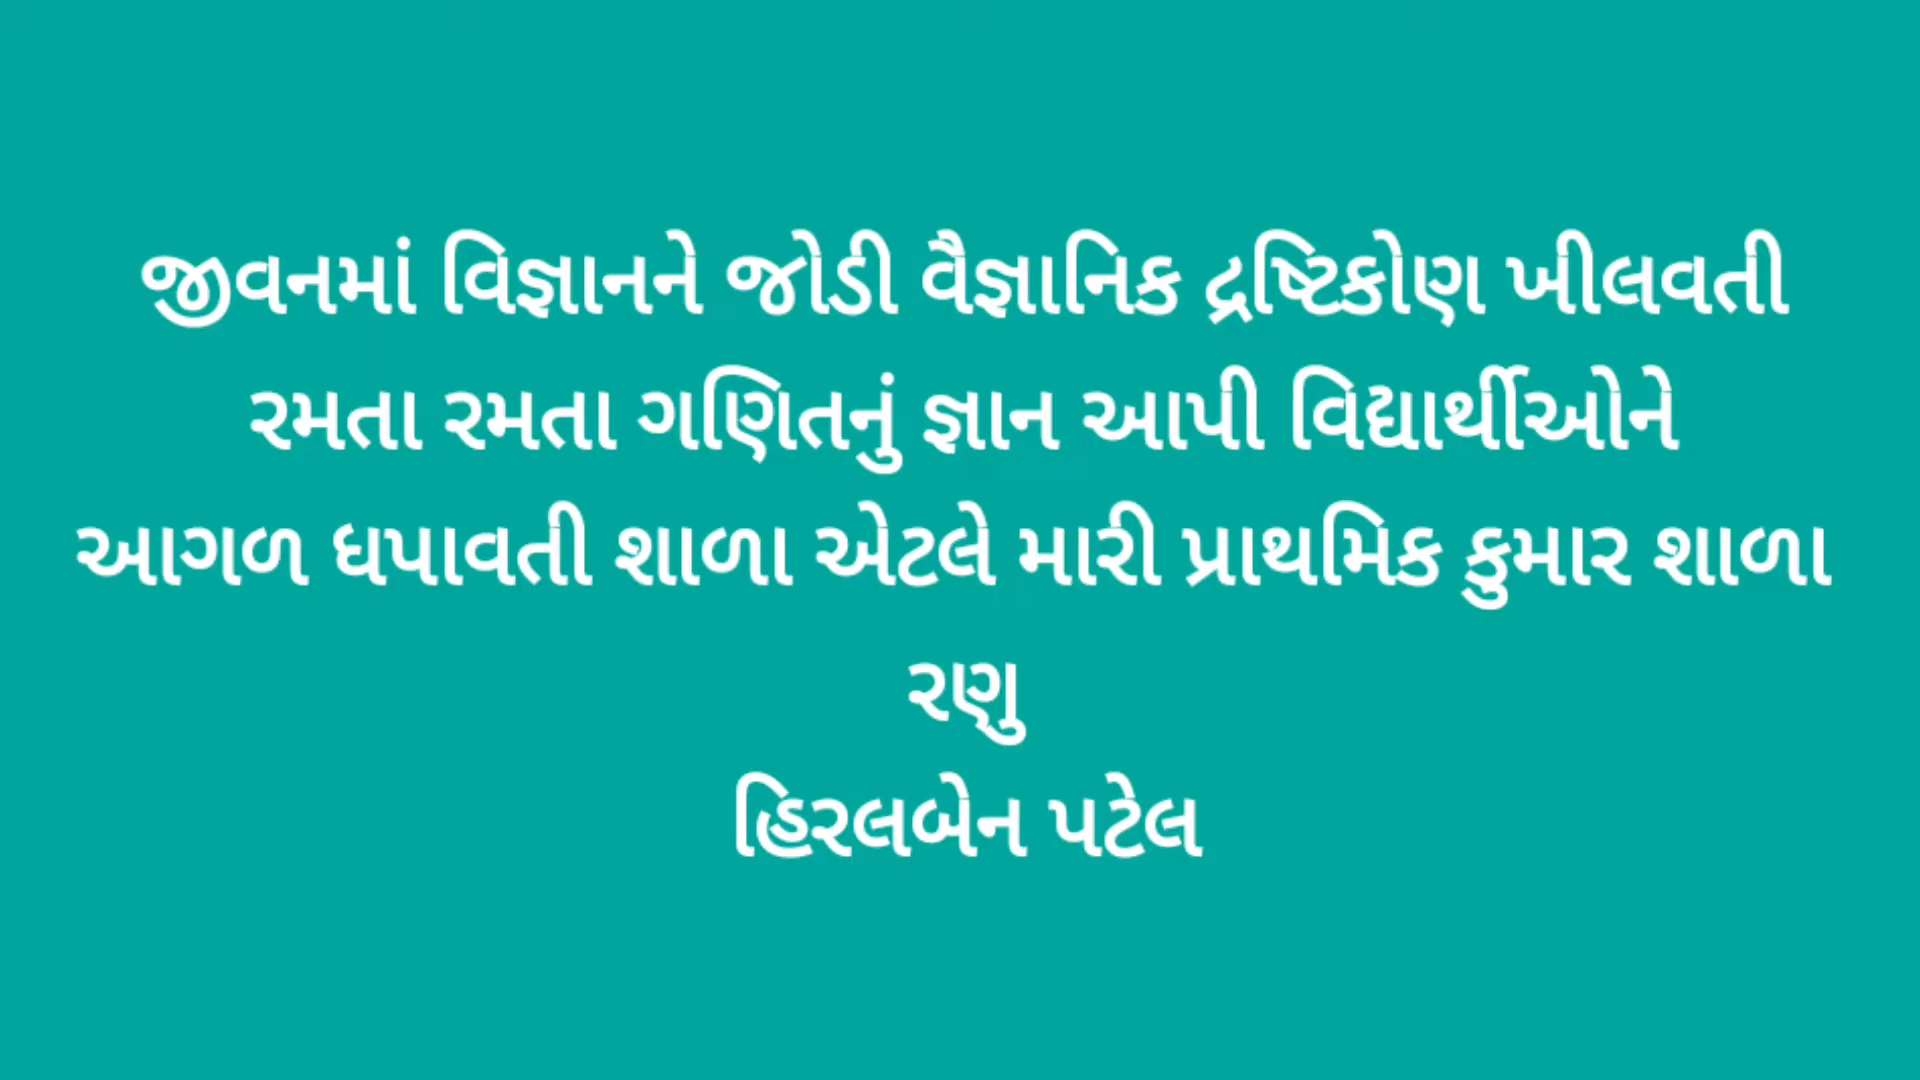 જીવનમાં વિજ્ઞાનને જોડી વૈજ્ઞાનિક દ્રષ્ટિકોણ ખીલવતી
રમતા રમતા ગણિતનું જ્ઞાન આપી વિદ્યાર્થીઓને
આગળ ધપાવતી શાળા એટલે મારી પ્રાથમિક કુમાર શાળા
રણુ
હિરલબેન પટેલ